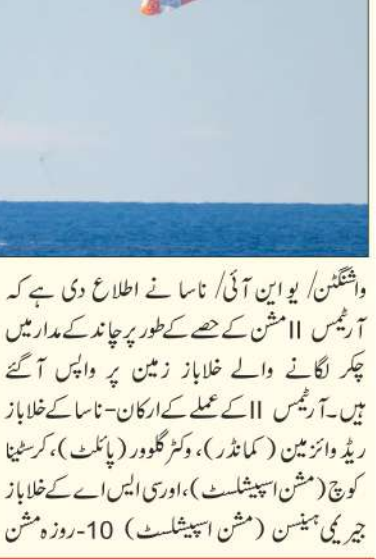 واشنگٹن/ یو این آئی/ ناسا نے اطلاع دی ہے کہ
آرٹیمس II مشن کے حصے کے طور پر چاند کے مدار میں
چکر لگانے والے خلاباز زمین پر واپس آگئے
ہیں۔آرٹیمس II کے عملے کے ارکان-ناسا کے خلاباز
ریڈ وائزمین (کمانڈر)، وکٹر گلوور (پائلٹ)، کرسٹینا
کوچ (مشن اسپیشلسٹ)،اور سی ایس اے کے خلاباز
جیری ہینسن (مشن اسپیشلسٹ) 10-روزہ مشن